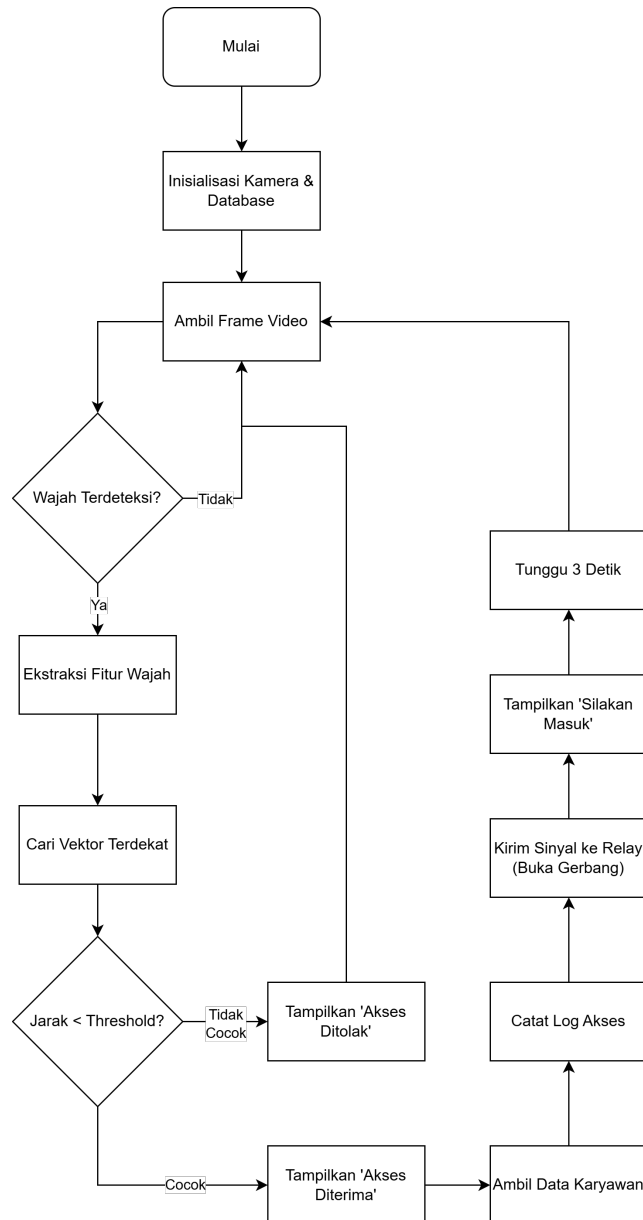 Mulai
Inisialisasi Kamera &
Database
Ambil Frame Video
Wajah Terdeteksi?
Tidak
Ya
Ekstraksi Fitur Wajah
Cari Vektor Terdekat
Jarak < Threshold?
Tidak
Cocok
Tampilkan 'Akses
Ditolak'
Cocok
Tampilkan 'Akses
Diterima'
Ambil Data Karyawan
Catat Log Akses
Kirim Sinyal ke Relay
(Buka Gerbang)
Tampilkan 'Silakan
Masuk'
Tunggu 3 Detik